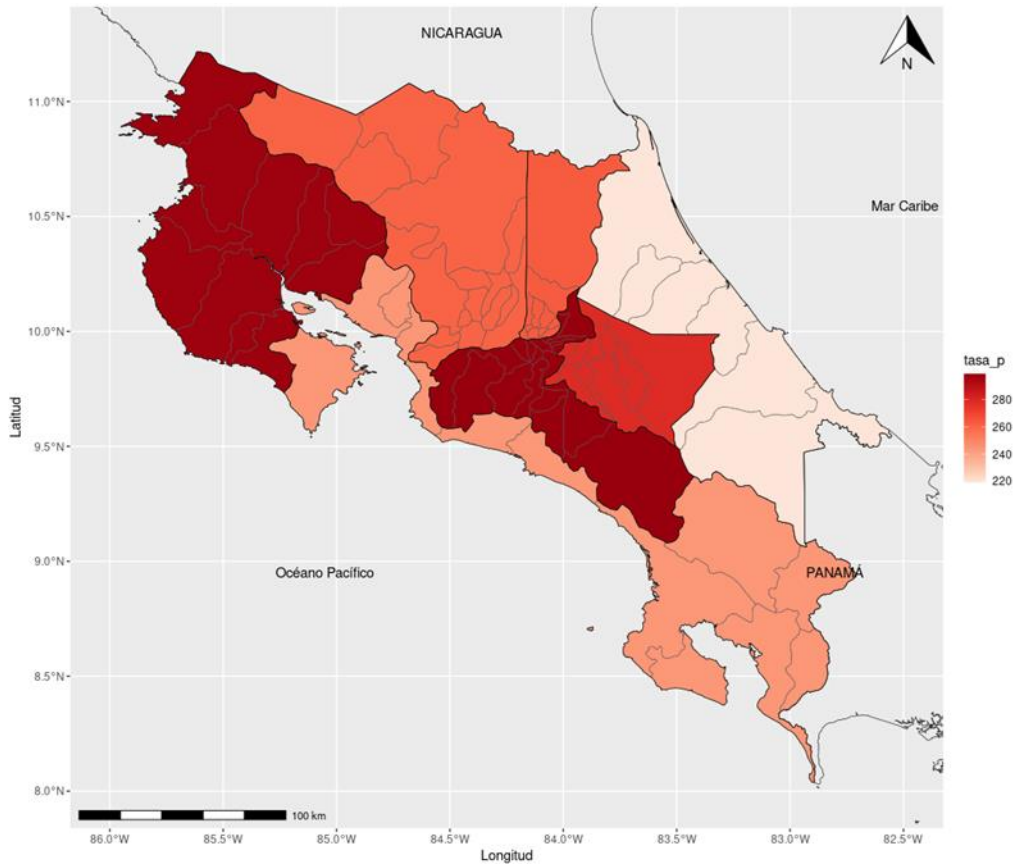 NICARAGUA
N
11.0°N
10.5°N
10.0°N
9.5°N
9.0°N
8.5°N
8.0°N
Latitud
Mar Caribe
Océano Pacífico
PANAMÁ
tasa_p
280
260
240
220
100 km
86.0°W
85.5°W
85.0°W
84.5°W
84.0°W
83.5°W
83.0°W
82.5°W
Longitud